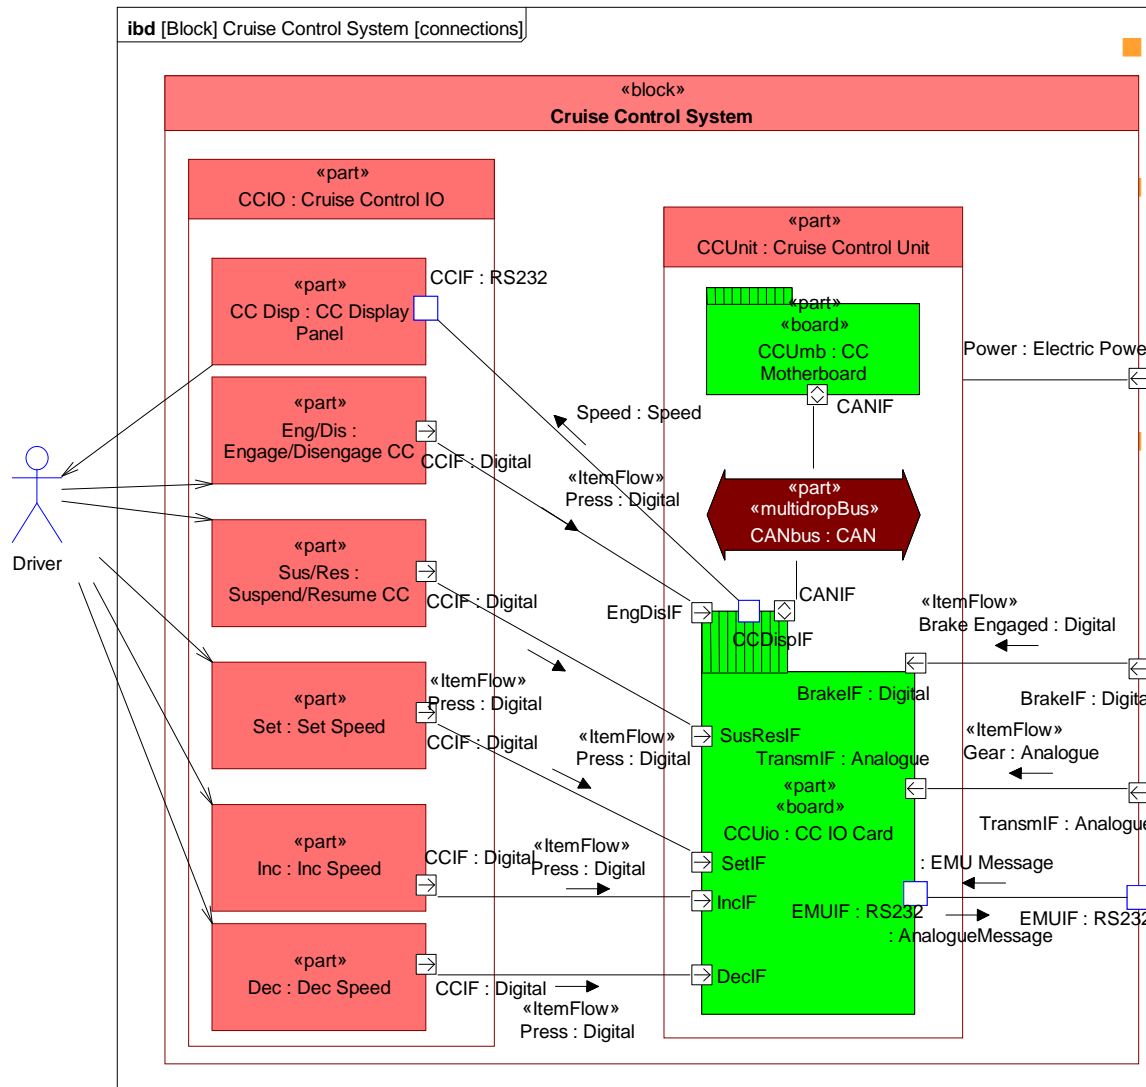 ibd [Block] Cruise Control System [connections]
«block»
Cruise Control System
«part»
CCIO : Cruise Control IO
«part»
CCUnit : Cruise Control Unit
«part»
CC Disp : CC Display
Panel
CCIF : RS232
«part»
«board»
CCUmb : CC
Motherboard
CANIF
Power : Electric Power
Speed : Speed
«part»
Eng/Dis :
Engage/Disengage CC
CCIF : Digital
«ItemFlow»
Press : Digital
«part»
«multidropBus»
CANbus : CAN
Driver
«part»
Sus/Res :
Suspend/Resume CC
CCIF : Digital
EngDisIF
CANIF
CCDispIF
«ItemFlow»
Brake Engaged : Digital
BrakeIF : Digital
BrakeIF : Digital
«part»
Set : Set Speed
«ItemFlow»
Press : Digital
CCIF : Digital
«ItemFlow»
Press : Digital
SusResIF
TransmIF : Analogue
«ItemFlow»
Gear : Analogue
«part»
«board»
CCUio : CC IO Card
TransmIF : Analogue
«part»
Inc : Inc Speed
CCIF : Digital
«ItemFlow»
Press : Digital
SetIF
IncIF
: EMU Message
EMUIF : RS232
: AnalogueMessage
EMUIF : RS232
«part»
Dec : Dec Speed
CCIF : Digital
«ItemFlow»
Press : Digital
DecIF